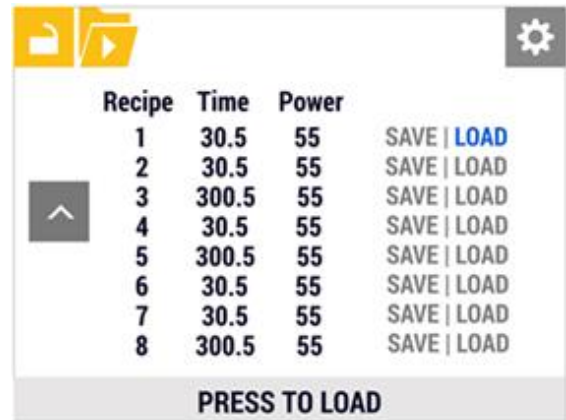 Recipe Time Power
1 30.5 55 SAVE | LOAD
2 30.5 55 SAVE | LOAD
3 300.5 55 SAVE | LOAD
4 30.5 55 SAVE | LOAD
5 300.5 55 SAVE | LOAD
6 30.5 55 SAVE | LOAD
7 30.5 55 SAVE | LOAD
8 300.5 55 SAVE | LOAD
PRESS TO LOAD